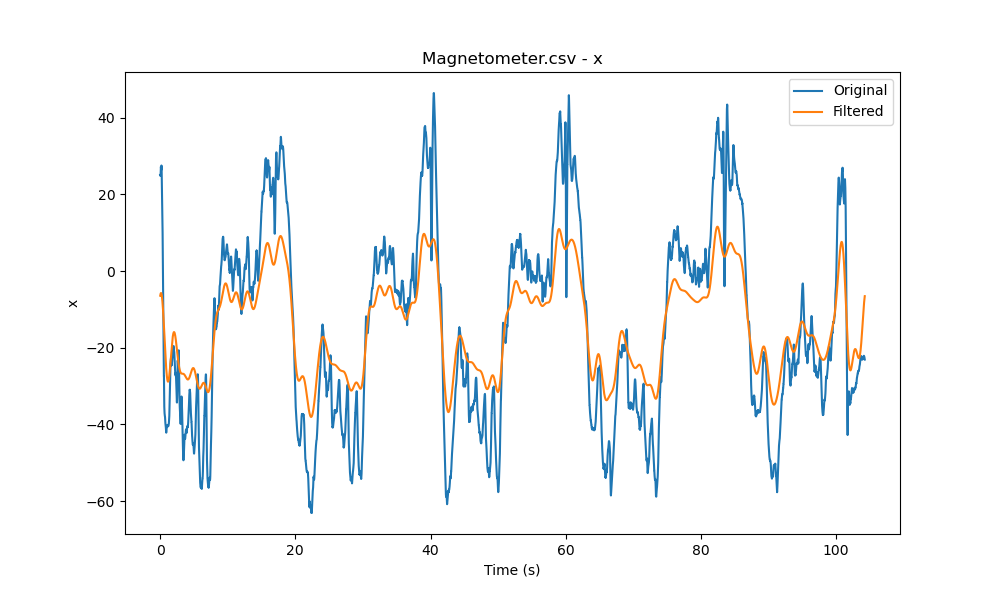 Magnetometer.csv - x
Original
Filtered
40
20
0
−20
−40
−60
x
0 20 40 60 80 100
Time (s)